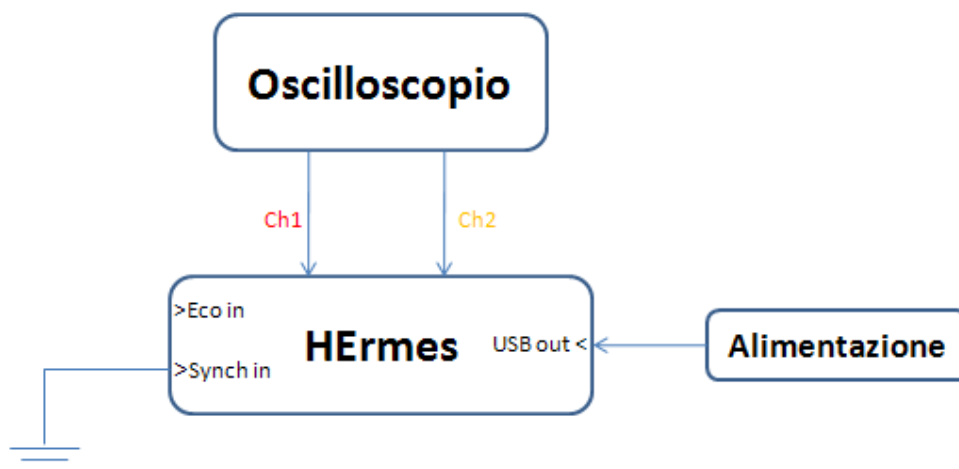 Oscilloscopio
Ch1
Ch2
>Eco in
HErmes
USB out <
Alimentazione
>Synch in